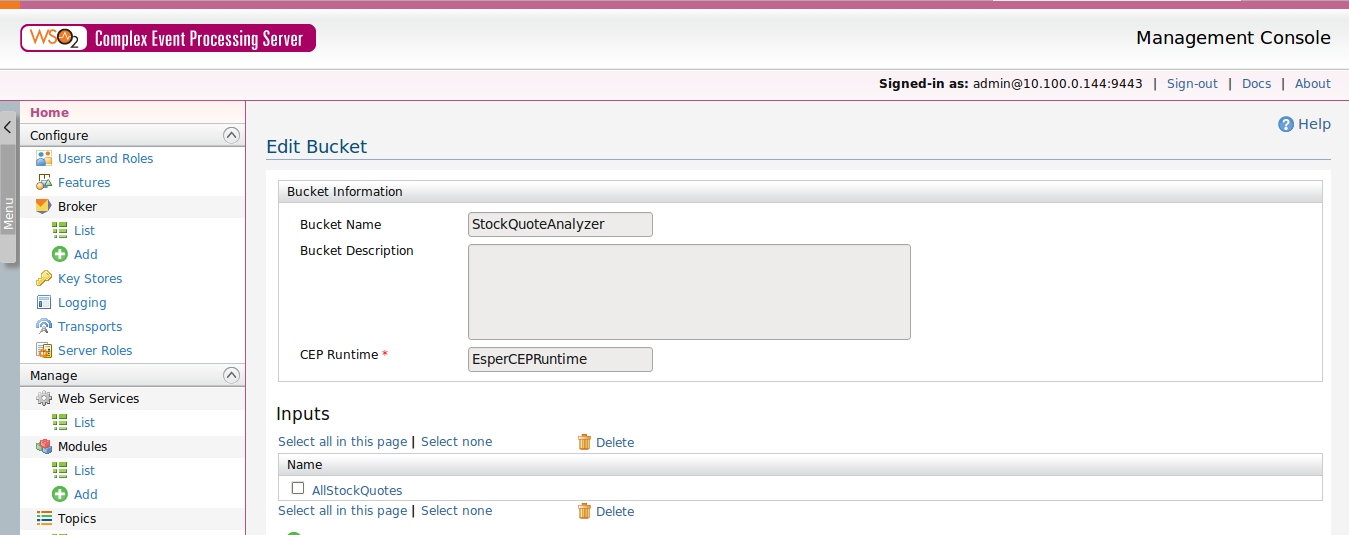 WSO2 Complex Event Processing Server
Management Console
Signed-in as: admin@10.100.0.144:9443 | Sign-out | Docs | About
Menu
Home
Configure
Users and Roles
Features
Broker
List
Add
Key Stores
Logging
Transports
Server Roles
Manage
Web Services
List
Modules
List
Add
Topics
Help
Edit Bucket
Bucket Information
Bucket Name StockQuoteAnalyzer
Bucket Description
CEP Runtime * EsperCEPRuntime
Inputs
Select all in this page | Select none Delete
Name
AllStockQuotes
Select all in this page | Select none Delete